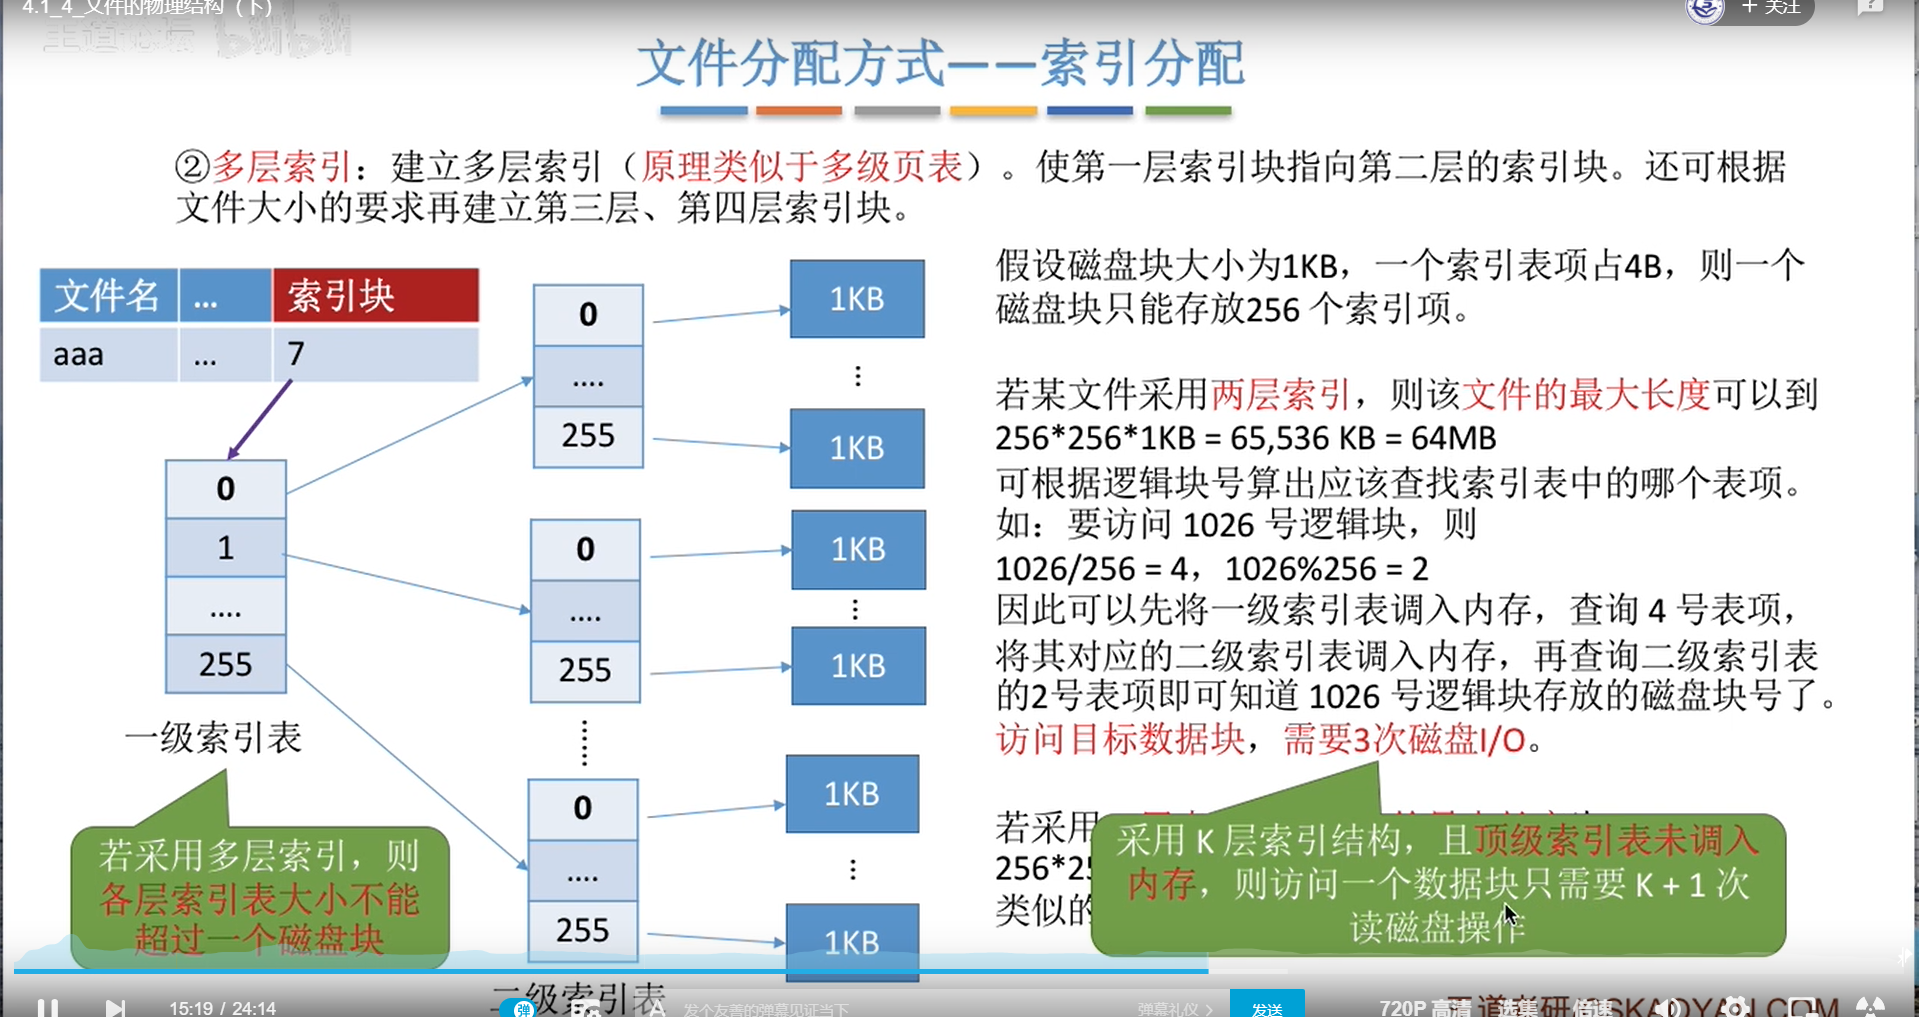 4.1_4_文件的物理结构（下）
+ 关注
王道论坛 bilibili
文件分配方式——索引分配
②多层索引：建立多层索引（原理类似于多级页表）。使第一层索引块指向第二层的索引块。还可根据
文件大小的要求再建立第三层、第四层索引块。
文件名 ... 索引块
aaa ... 7
0
1
....
255
一级索引表
若采用多层索引，则
各层索引表大小不能
超过一个磁盘块
0
....
255
0
....
255
0
....
255
二级索引表
1KB
1KB
1KB
1KB
1KB
1KB
假设磁盘块大小为1KB，一个索引表项占4B，则一个
磁盘块只能存放256 个索引项。
若某文件采用两层索引，则该文件的最大长度可以到
256*256*1KB = 65,536 KB = 64MB
可根据逻辑块号算出应该查找索引表中的哪个表项。
如：要访问 1026 号逻辑块，则
1026/256 = 4，1026%256 = 2
因此可以先将一级索引表调入内存，查询 4 号表项，
将其对应的二级索引表调入内存，再查询二级索引表
的2号表项即可知道 1026 号逻辑块存放的磁盘块号了。
访问目标数据块，需要3次磁盘I/O。
若采用
256*25
类似的
采用 K 层索引结构，且顶级索引表未调入
内存，则访问一个数据块只需要 K + 1 次
读磁盘操作
15:19 / 24:14
弹
A
发个友善的弹幕见证当下
弹幕礼仪 >
发送
720P 高清
选集
倍速
道考研@CSKAOYAN.COM